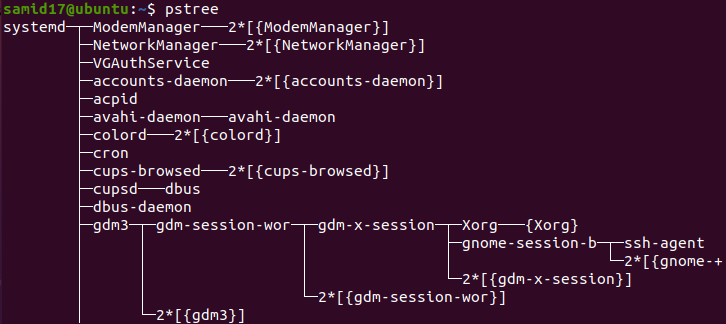 samid17@ubuntu:~$ pstree
systemd─┬─ModemManager───2*[{ModemManager}]
        ├─NetworkManager───2*[{NetworkManager}]
        ├─VGAuthService
        ├─accounts-daemon───2*[{accounts-daemon}]
        ├─acpid
        ├─avahi-daemon───avahi-daemon
        ├─colord───2*[{colord}]
        ├─cron
        ├─cups-browsed───2*[{cups-browsed}]
        ├─cupsd───dbus
        ├─dbus-daemon
        ├─gdm3─┬─gdm-session-wor─┬─gdm-x-session─┬─Xorg───{Xorg}
        │      │                 │               ├─gnome-session-b─┬─ssh-agent
        │      │                 │               │                 └─2*[{gnome-+
        │      │                 │               └─2*[{gdm-x-session}]
        │      │                 └─2*[{gdm-session-wor}]
        │      └─2*[{gdm3}]